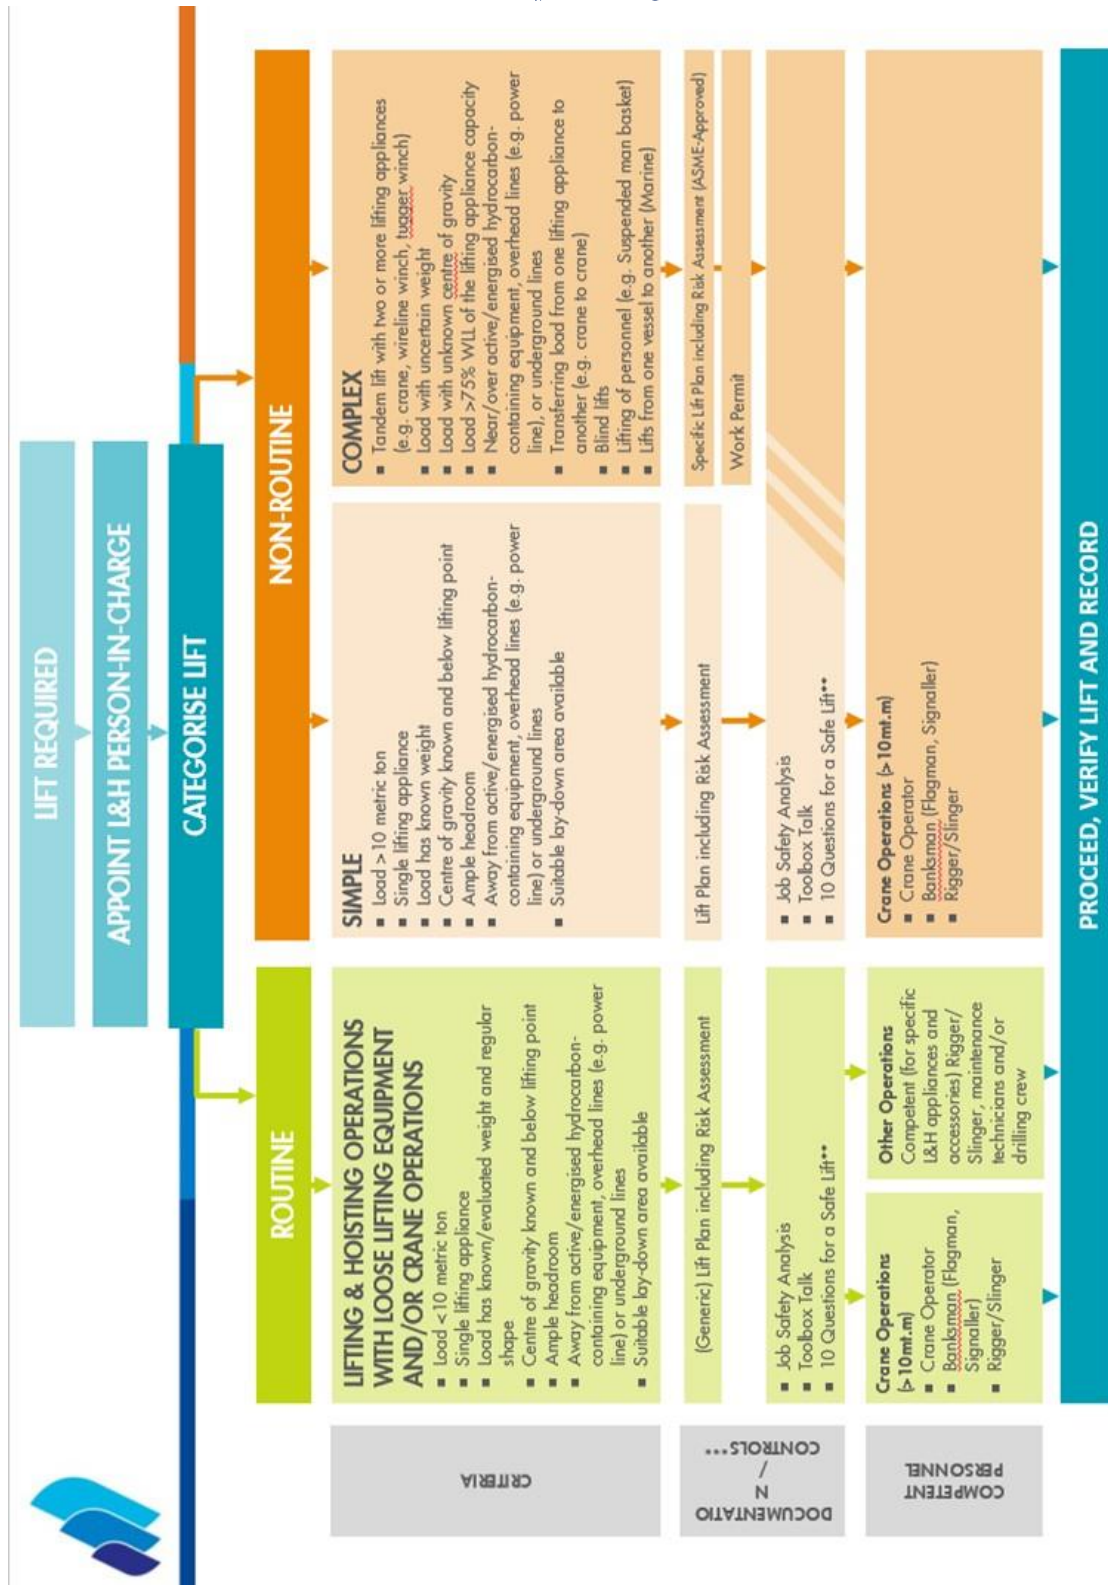 LIFT REQUIRED
APPOINT L&H PERSON-IN-CHARGE
CATEGORISE LIFT
ROUTINE
NON-ROUTINE
CRITERIA
LIFTING & HOISTING OPERATIONS
WITH LOOSE LIFTING EQUIPMENT
AND/OR CRANE OPERATIONS
■ Load <10 metric ton
■ Single lifting appliance
■ Load has known/evaluated weight and regular
shape
■ Centre of gravity known and below lifting point
■ Ample headroom
■ Away from active/energised hydrocarbon-
containing equipment, overhead lines (e.g. power
line) or underground lines
■ Suitable lay-down area available
SIMPLE
■ Load >10 metric ton
■ Single lifting appliance
■ Load has known weight
■ Centre of gravity known and below lifting point
■ Ample headroom
■ Away from active/energised hydrocarbon-
containing equipment, overhead lines (e.g. power
line) or underground lines
■ Suitable lay-down area available
COMPLEX
■ Tandem lift with two or more lifting appliances
(e.g. crane, wireline winch, tugger winch)
■ Load with uncertain weight
■ Load with unknown centre of gravity
■ Load >75% WLL of the lifting appliance capacity
■ Near/over active/energised hydrocarbon-
containing equipment, overhead lines (e.g. power
line), or underground lines
■ Transferring load from one lifting appliance to
another (e.g. crane to crane)
■ Blind lifts
■ Lifting of personnel (e.g. Suspended man basket)
■ Lifts from one vessel to another (Marine)
DOCUMENTATIO
N
/
CONTROLS***
(Generic) Lift Plan including Risk Assessment
Lift Plan including Risk Assessment
Specific Lift Plan including Risk Assessment (ASME-Approved)
Work Permit
■ Job Safety Analysis
■ Toolbox Talk
■ 10 Questions for a Safe Lift**
■ Job Safety Analysis
■ Toolbox Talk
■ 10 Questions for a Safe Lift**
COMPETENT
PERSONNEL
Crane Operations
(>10mt.m)
■ Crane Operator
■ Banksman (Flagman,
Signaller)
■ Rigger/Slinger
Other Operations
Competent (for specific
L&H appliances and
accessories) Rigger/
Slinger, maintenance
technicians and/or
drilling crew
Crane Operations (>10mt.m)
■ Crane Operator
■ Banksman (Flagman, Signaller)
■ Rigger/Slinger
PROCEED, VERIFY LIFT AND RECORD